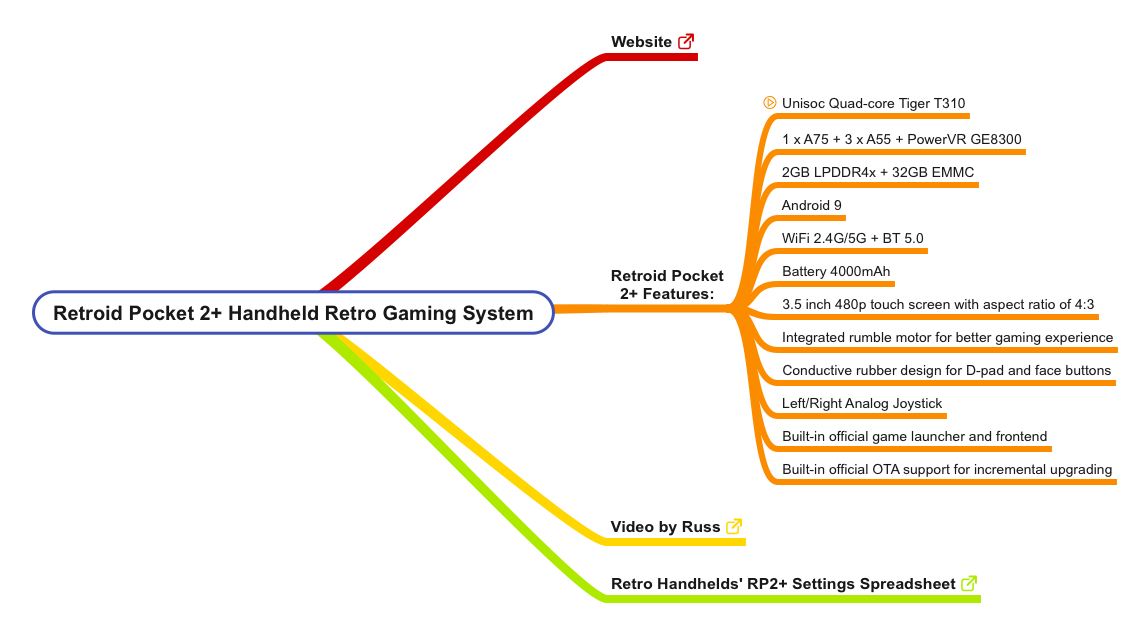 Website
Unisoc Quad-core Tiger T310
1 x A75 + 3 x A55 + PowerVR GE8300
2GB LPDDR4x + 32GB EMMC
Android 9
WiFi 2.4G/5G + BT 5.0
Battery 4000mAh
Retroid Pocket
2+ Features:
3.5 inch 480p touch screen with aspect ratio of 4:3
Retroid Pocket 2+ Handheld Retro Gaming System
Integrated rumble motor for better gaming experience
Conductive rubber design for D-pad and face buttons
Left/Right Analog Joystick
Built-in official game launcher and frontend
Built-in official OTA support for incremental upgrading
Video by Russ
Retro Handhelds' RP2+ Settings Spreadsheet